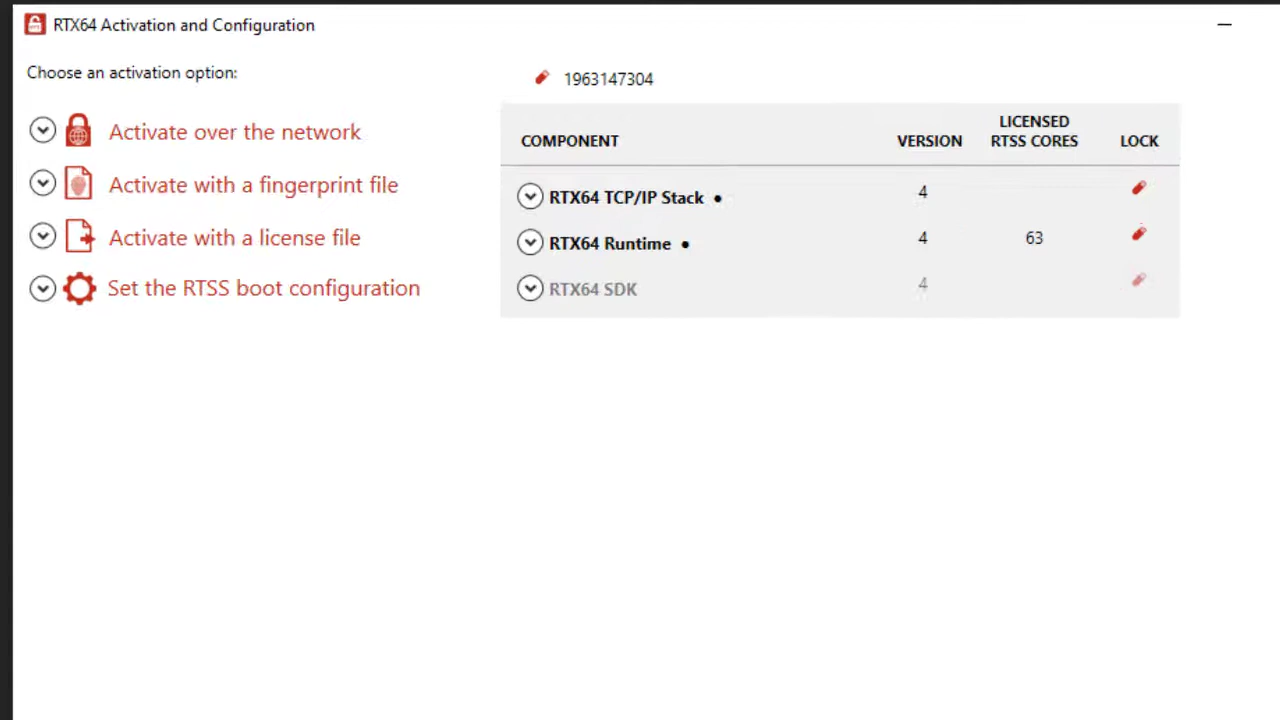 RTX64 Activation and Configuration
Choose an activation option:
Activate over the network
Activate with a fingerprint file
Activate with a license file
Set the RTSS boot configuration
1963147304
COMPONENT VERSION LICENSED RTSS CORES LOCK
RTX64 TCP/IP Stack • 4
RTX64 Runtime • 4 63
RTX64 SDK 4